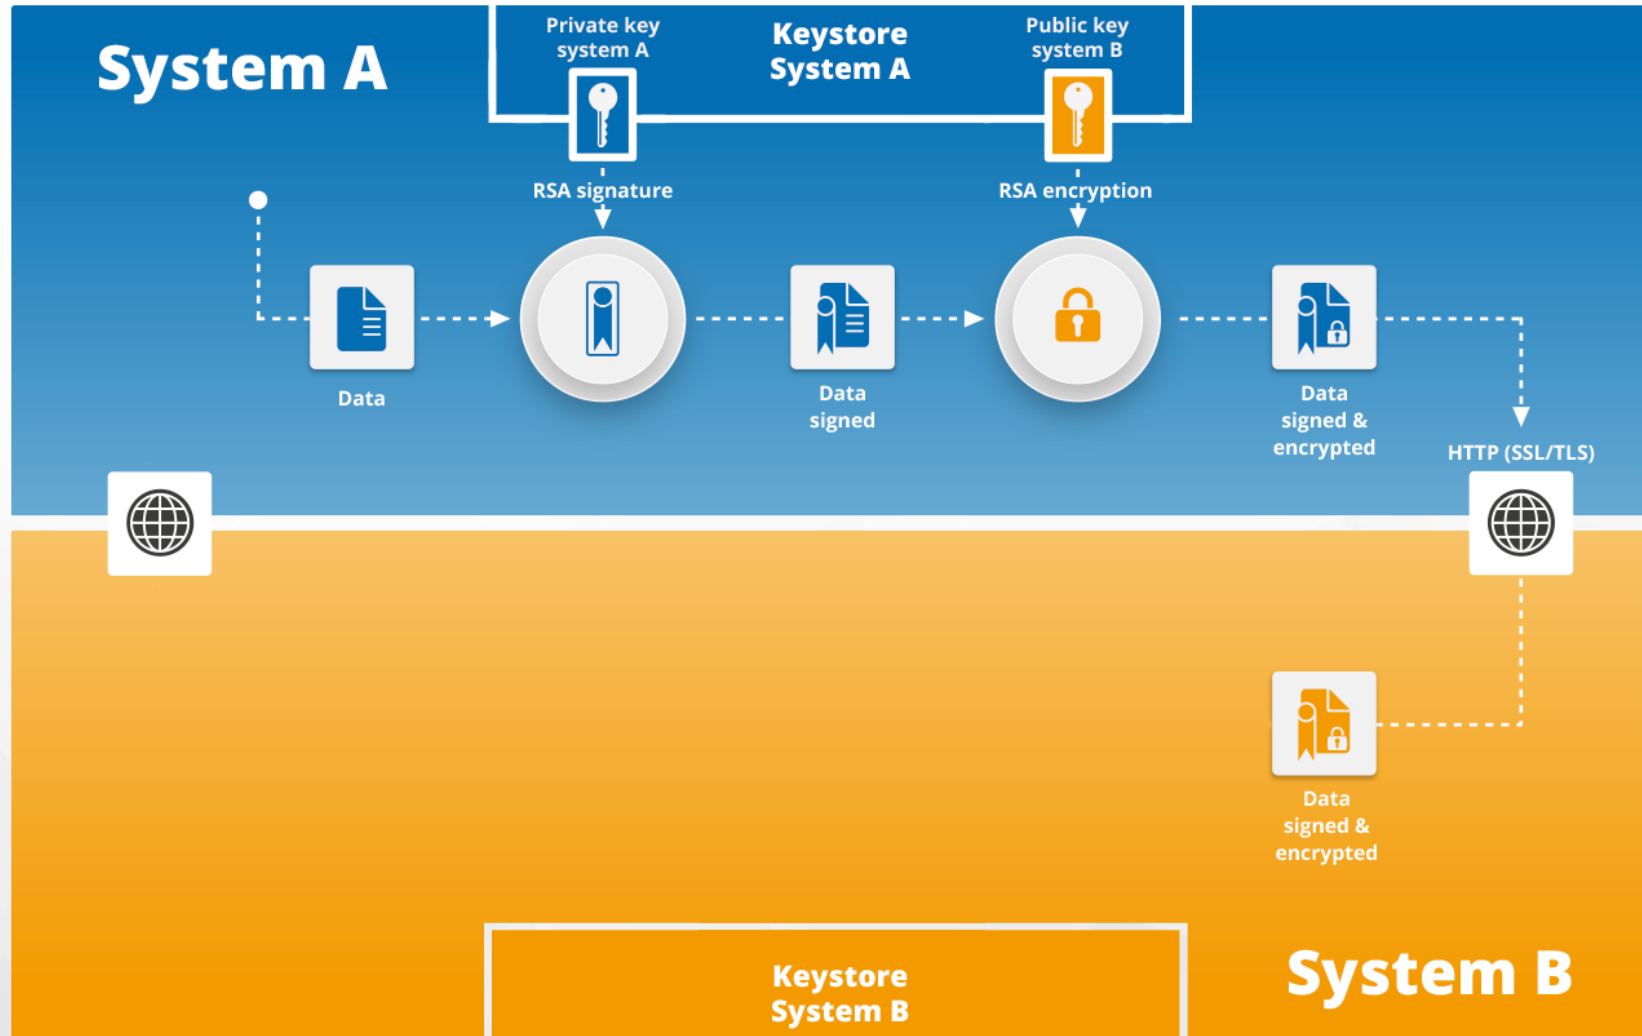 System A
Private key
system A
Keystore
System A
Public key
system B
RSA signature
RSA encryption
Data
Data
signed
Data
signed &
encrypted
HTTP (SSL/TLS)
Data
signed &
encrypted
Keystore
System B
System B